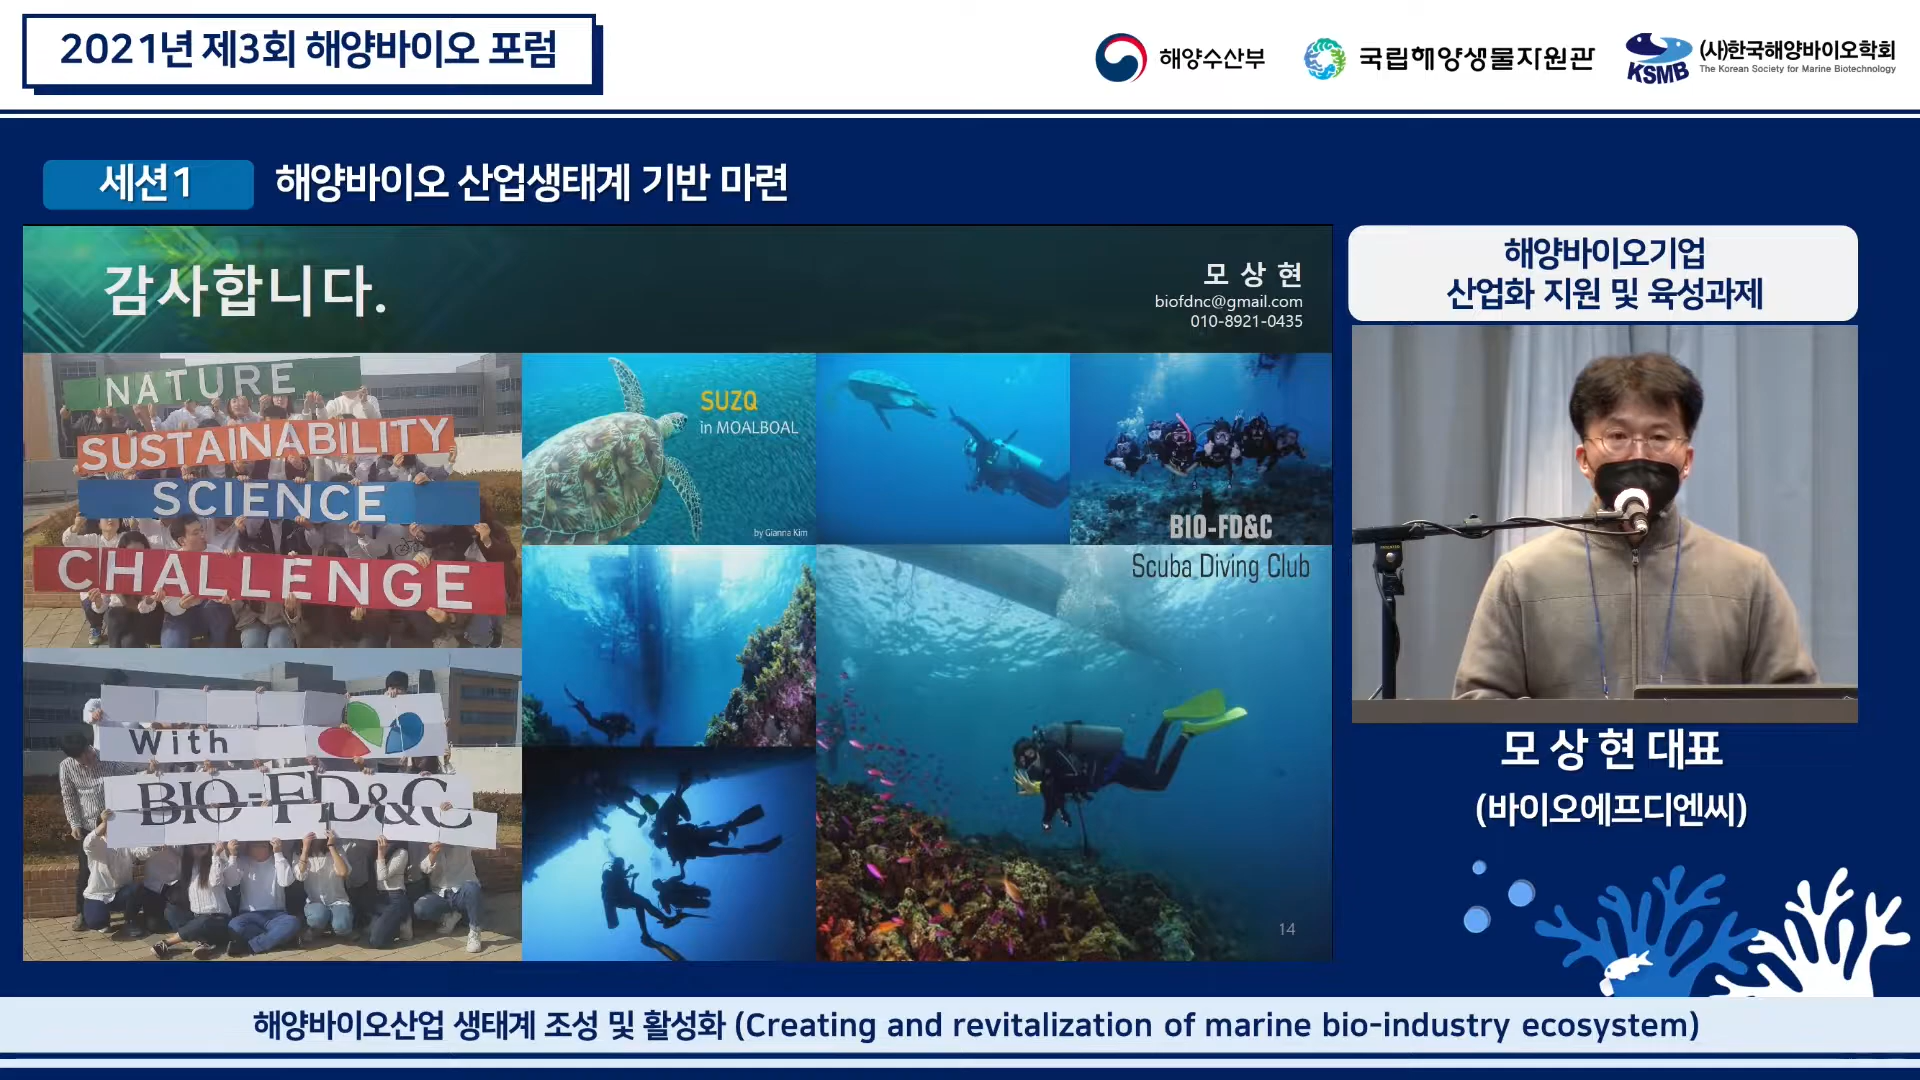 2021년 제3회 해양바이오 포럼
해양수산부
국립해양생물자원관
KSMB
(사)한국해양바이오학회
The Korean Society for Marine Biotechnology
세션1
해양바이오 산업생태계 기반 마련
감사합니다.
모 상 현
biofdnc@gmail.com
010-8921-0435
NATURE
SUSTAINABILITY
SCIENCE
CHALLENGE
With
BIO-FD&C
SUZQ
in MOALBOAL
by Gianna Kim
BIO-FD&C
Scuba Diving Club
14
해양바이오기업
산업화 지원 및 육성과제
모 상 현 대표
(바이오에프디엔씨)
해양바이오산업 생태계 조성 및 활성화 (Creating and revitalization of marine bio-industry ecosystem)